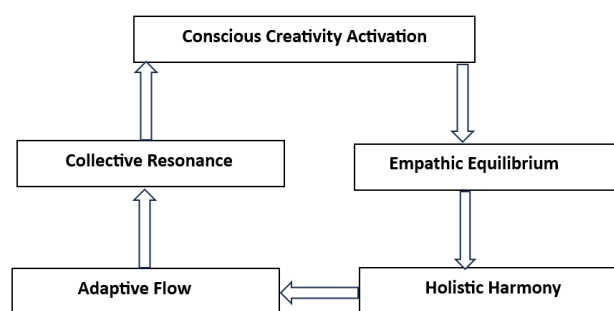 Conscious Creativity Activation
Collective Resonance
Empathic Equilibrium
Adaptive Flow
Holistic Harmony